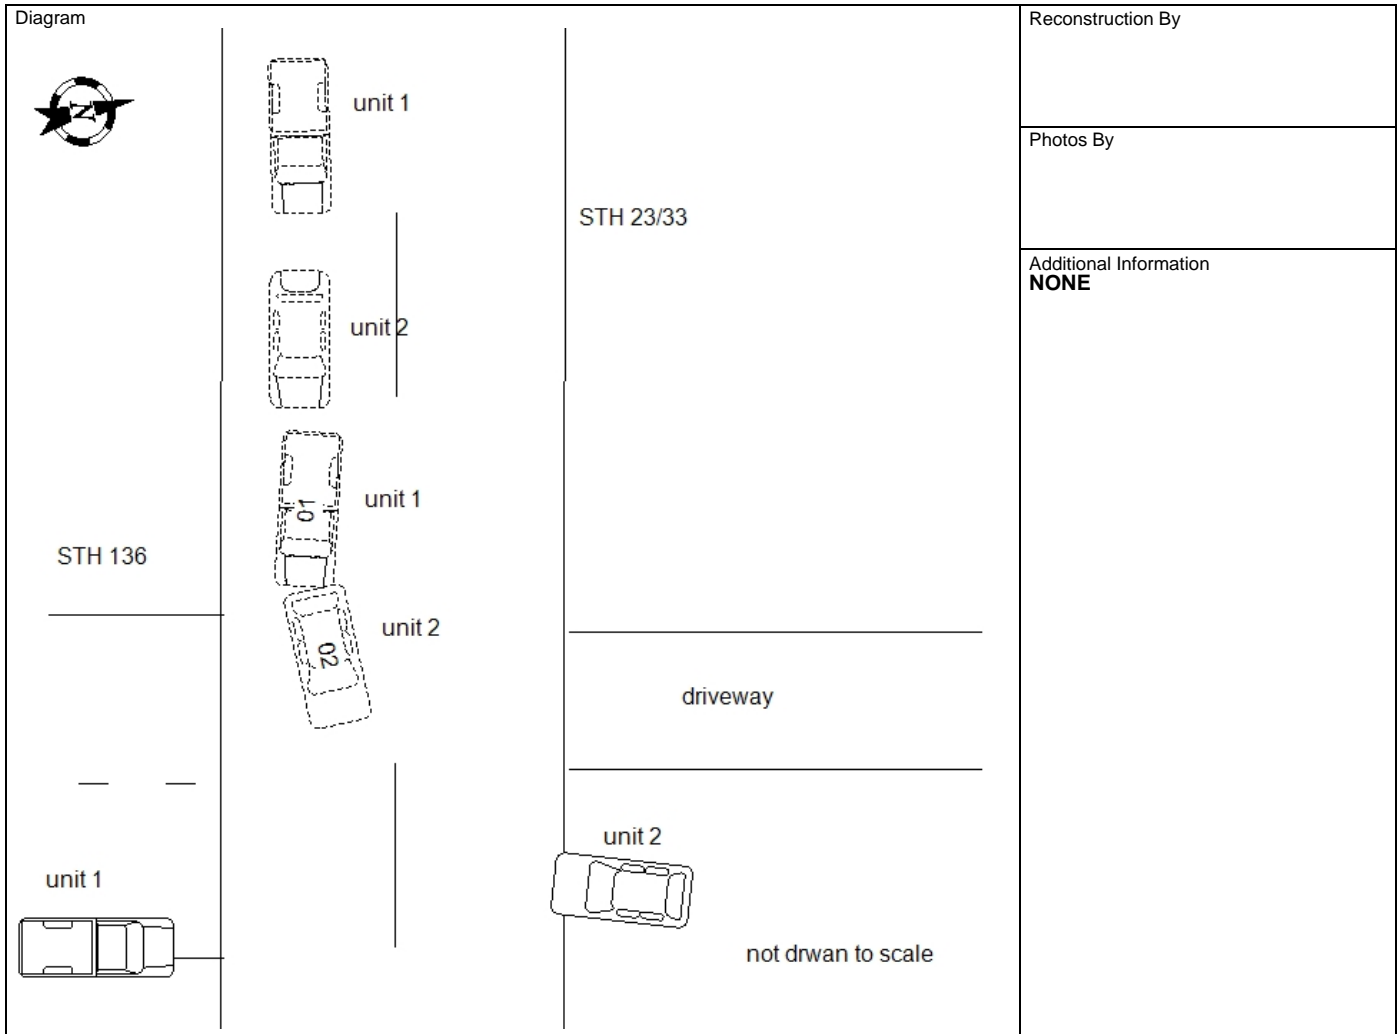 Diagram
N
unit 1
STH 23/33
unit 2
01
unit 1
STH 136
02
unit 2
driveway
unit 2
unit 1
not drwan to scale
Reconstruction By
Photos By
Additional Information
NONE